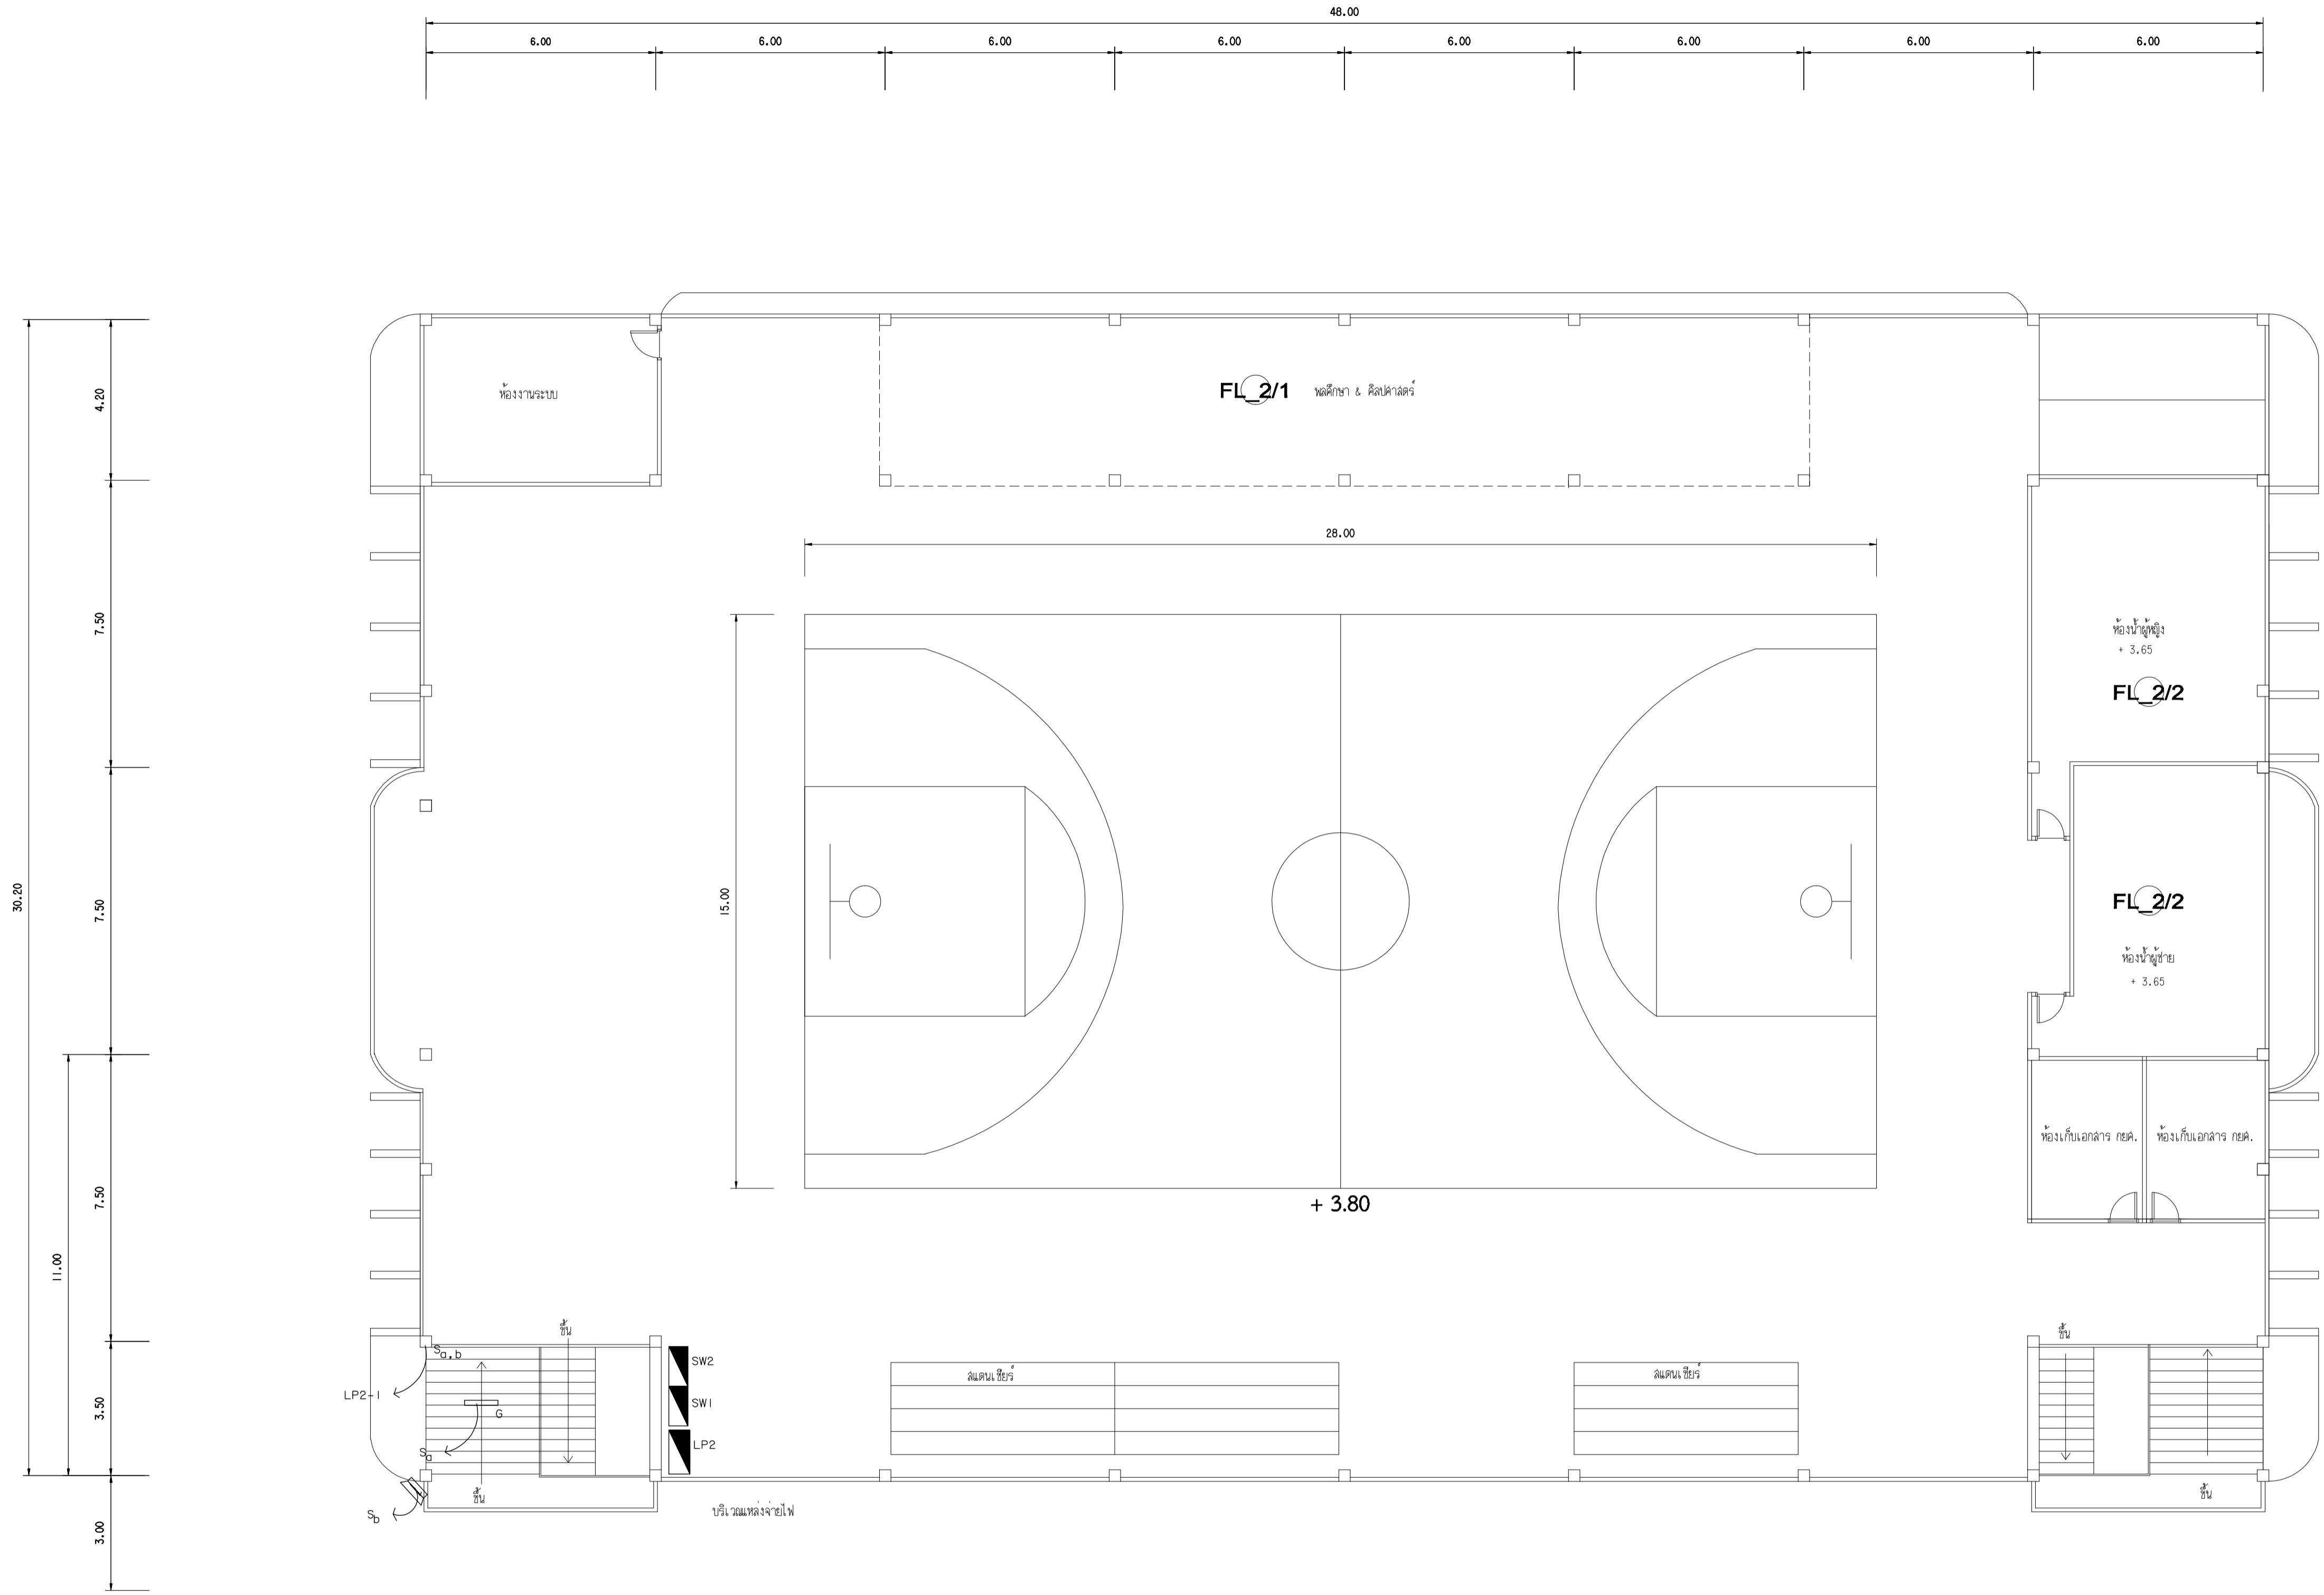 48.00
6.00 6.00 6.00 6.00 6.00 6.00 6.00 6.00
4.20
7.50
7.50
7.50
3.50
3.00
30.20
11.00
ห้องงานระบบ
FL_2/1 พลศึกษา & ศิลปศาสตร์
28.00
15.00
ห้องน้ำผู้หญิง
+ 3.65
FL_2/2
FL_2/2
ห้องน้ำผู้ชาย
+ 3.65
ห้องเก็บเอกสาร กยศ. ห้องเก็บเอกสาร กยศ.
+ 3.80
ขึ้น
ขึ้น
Sa,b
LP2-1
G
Sa
Sb
ขึ้น
SW2
SW1
LP2
สแตนเชียร์
สแตนเชียร์
ขึ้น
บริเวณแหล่งจ่ายไฟ